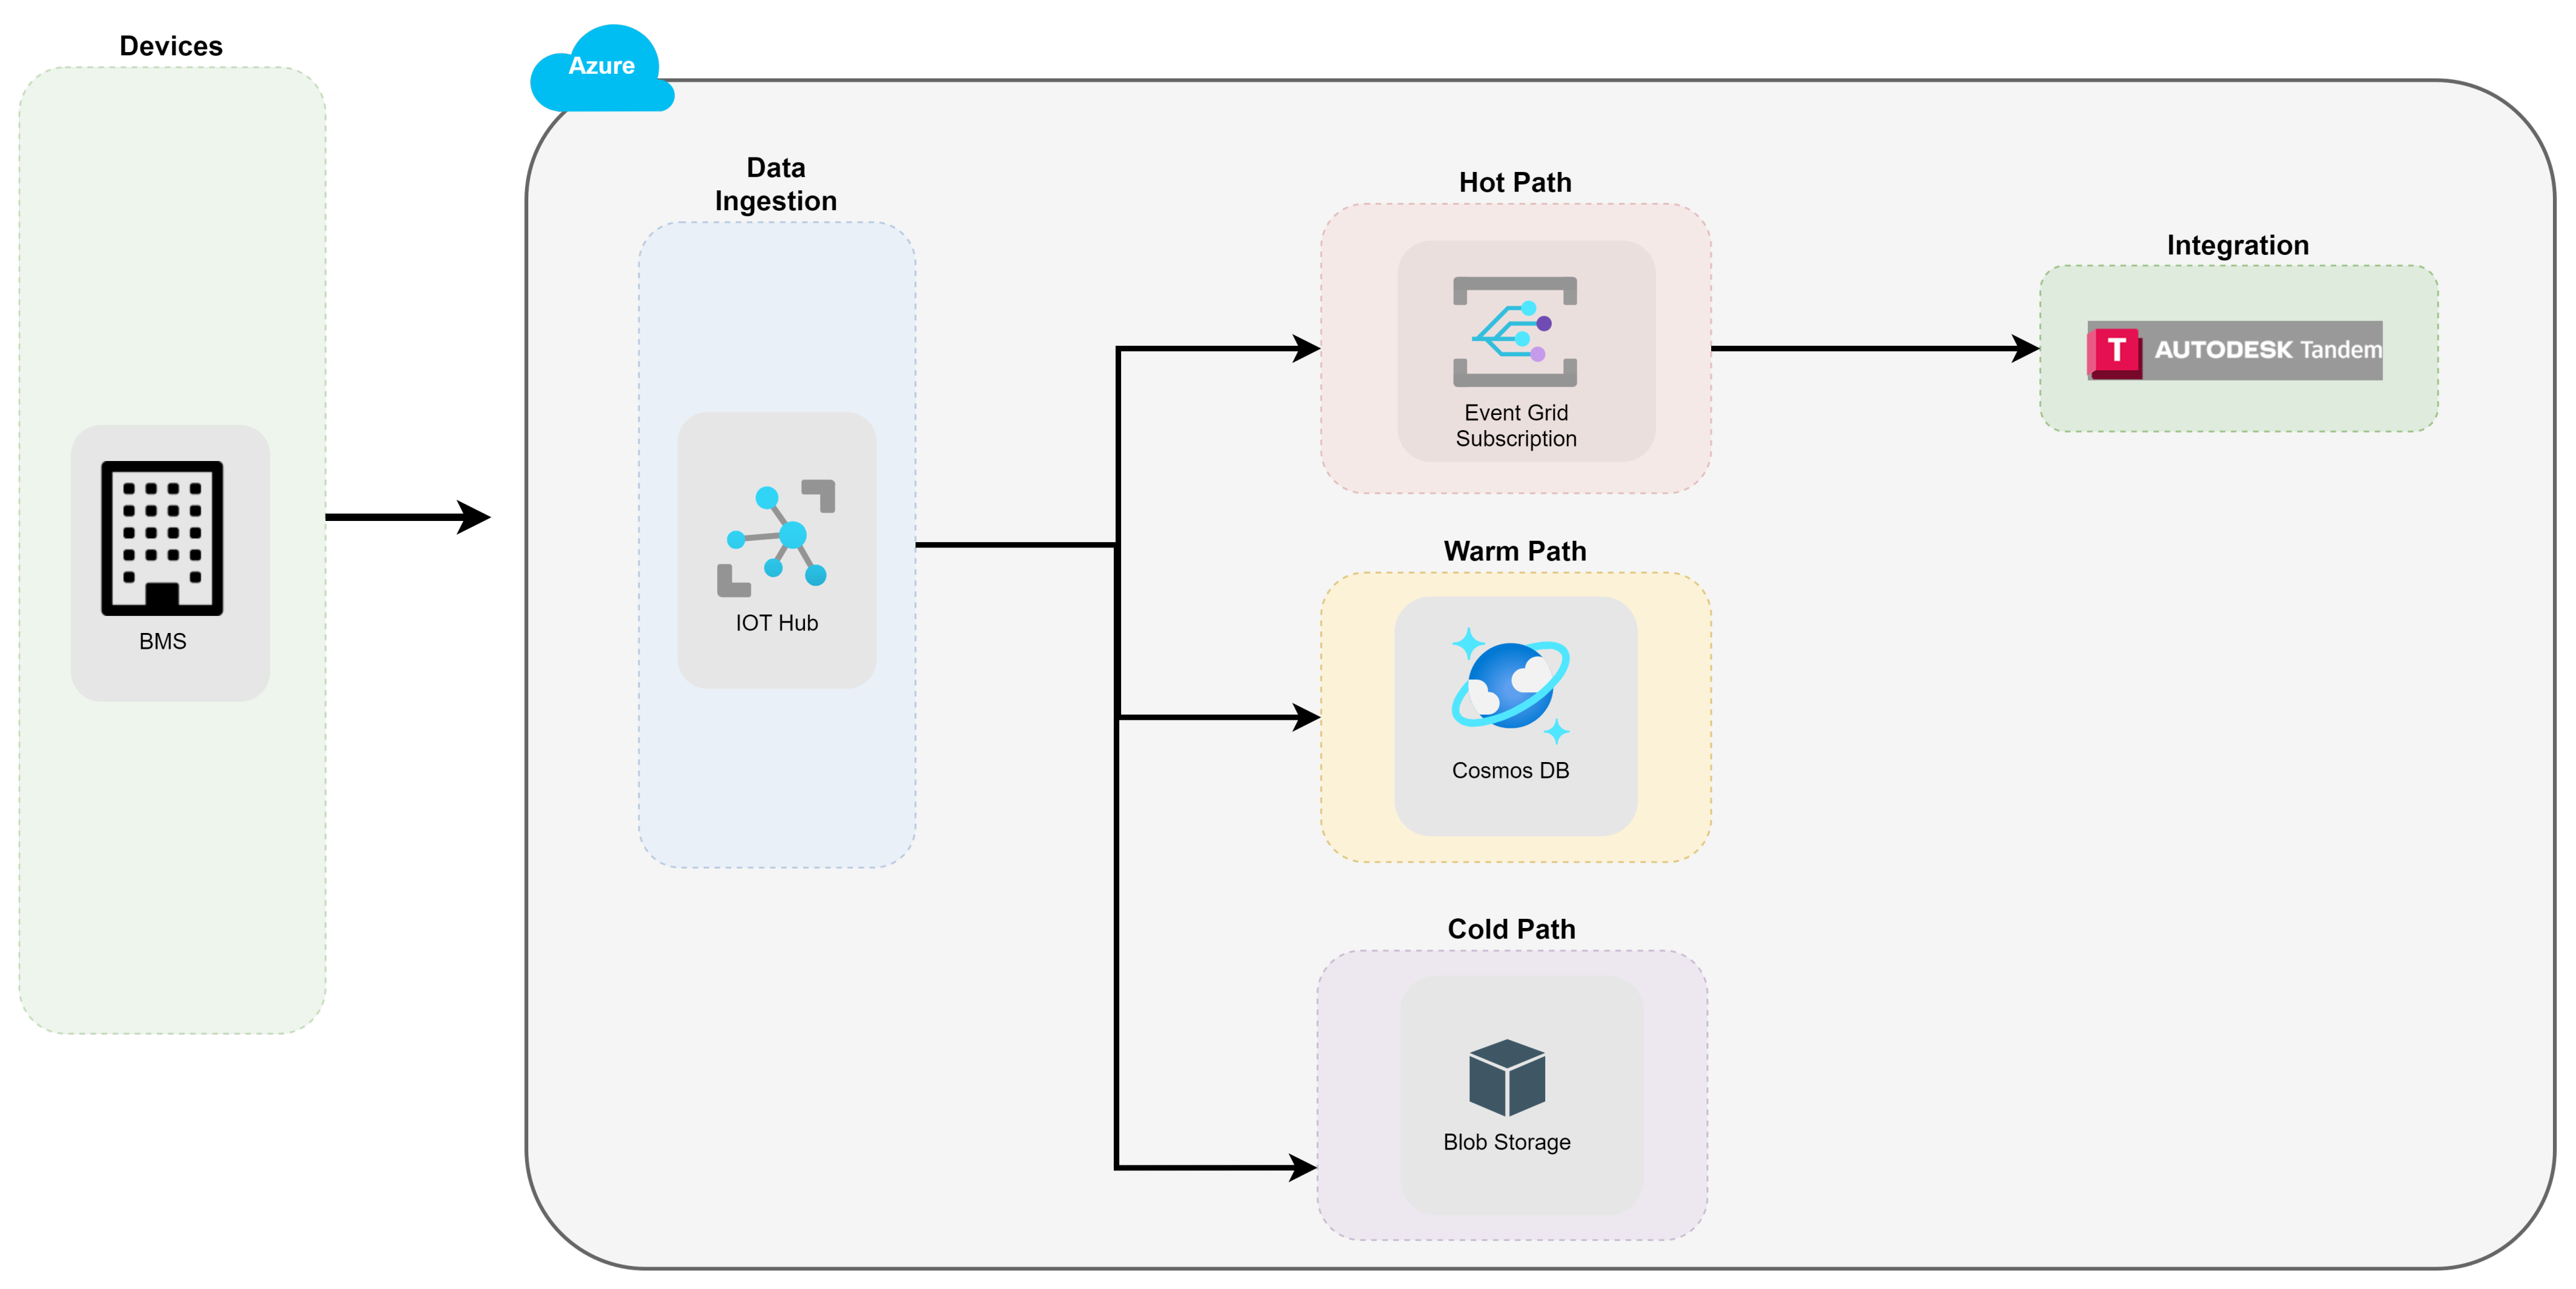 Devices
BMS
Azure
Data
Ingestion
IOT Hub
Hot Path
Event Grid
Subscription
Integration
T AUTODESK Tandem
Warm Path
Cosmos DB
Cold Path
Blob Storage